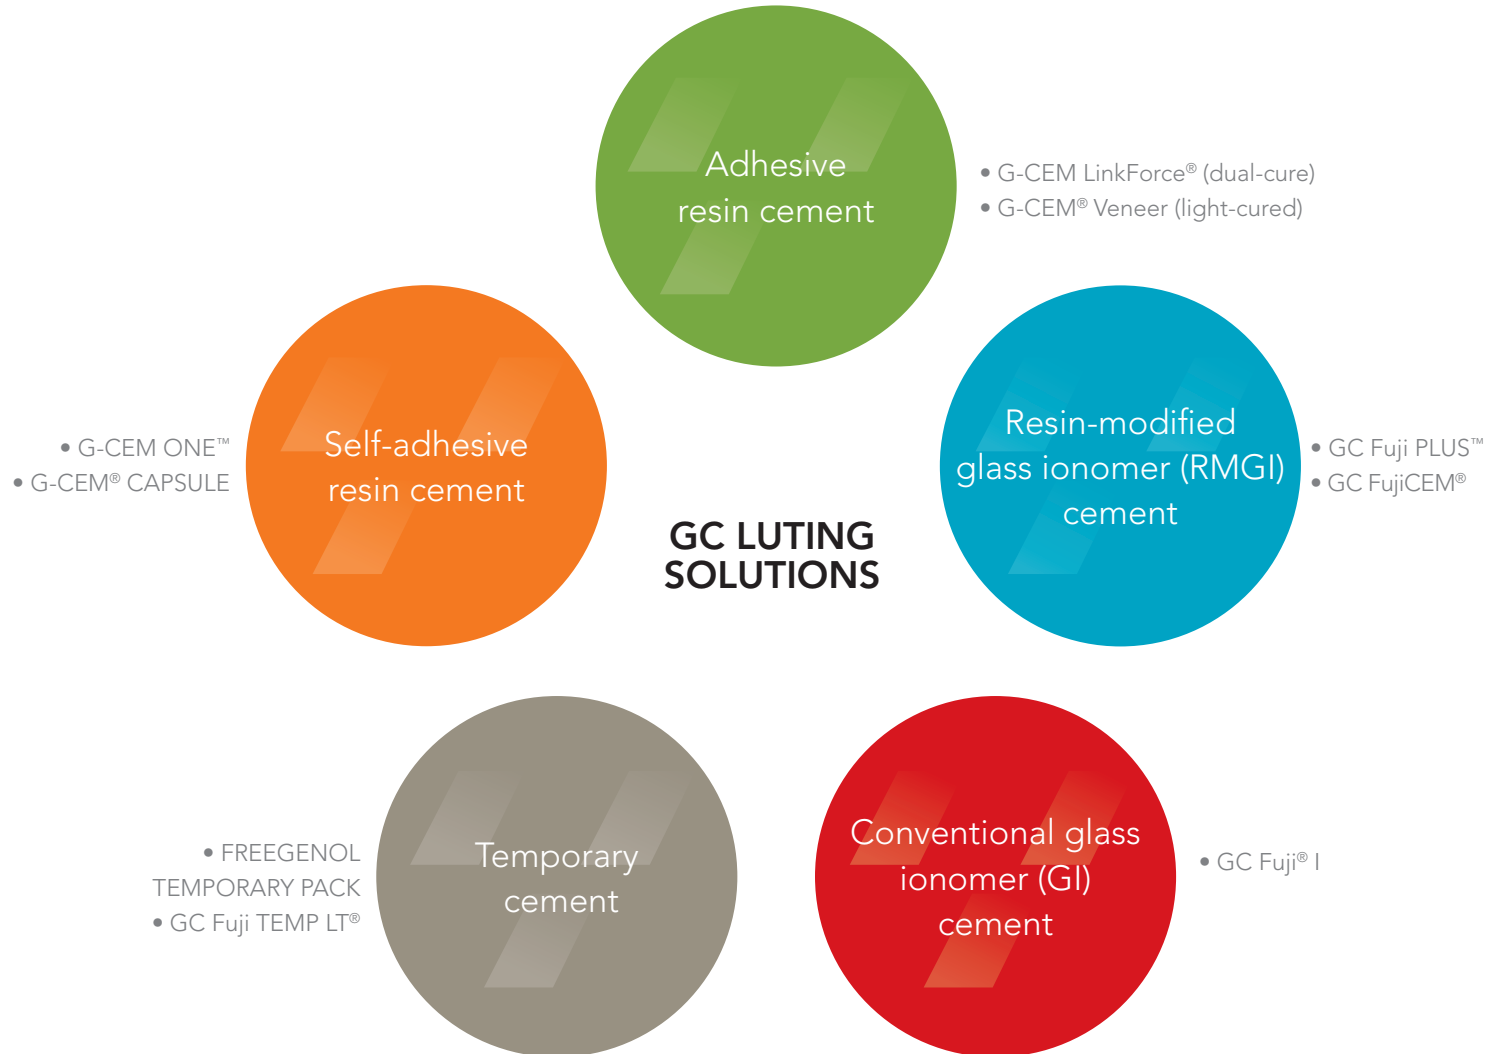 Adhesive
resin cement
• G-CEM LinkForce® (dual-cure)
• G-CEM® Veneer (light-cured)
• G-CEM ONE™
• G-CEM® CAPSULE
Self-adhesive
resin cement
Resin-modified
glass ionomer (RMGI)
cement
• GC Fuji PLUS™
• GC FujiCEM®
GC LUTING
SOLUTIONS
• FREEGENOL
TEMPORARY PACK
• GC Fuji TEMP LT®
Temporary
cement
Conventional glass
ionomer (GI)
cement
• GC Fuji® I